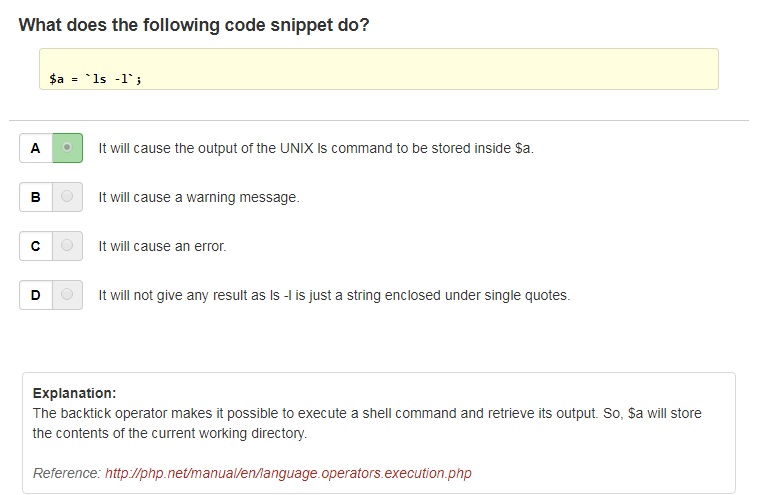 What does the following code snippet do?
$a = `ls -l`;
A It will cause the output of the UNIX ls command to be stored inside $a.
B It will cause a warning message.
C It will cause an error.
D It will not give any result as ls -l is just a string enclosed under single quotes.
Explanation:
The backtick operator makes it possible to execute a shell command and retrieve its output. So, $a will store
the contents of the current working directory.
Reference: http://php.net/manual/en/language.operators.execution.php